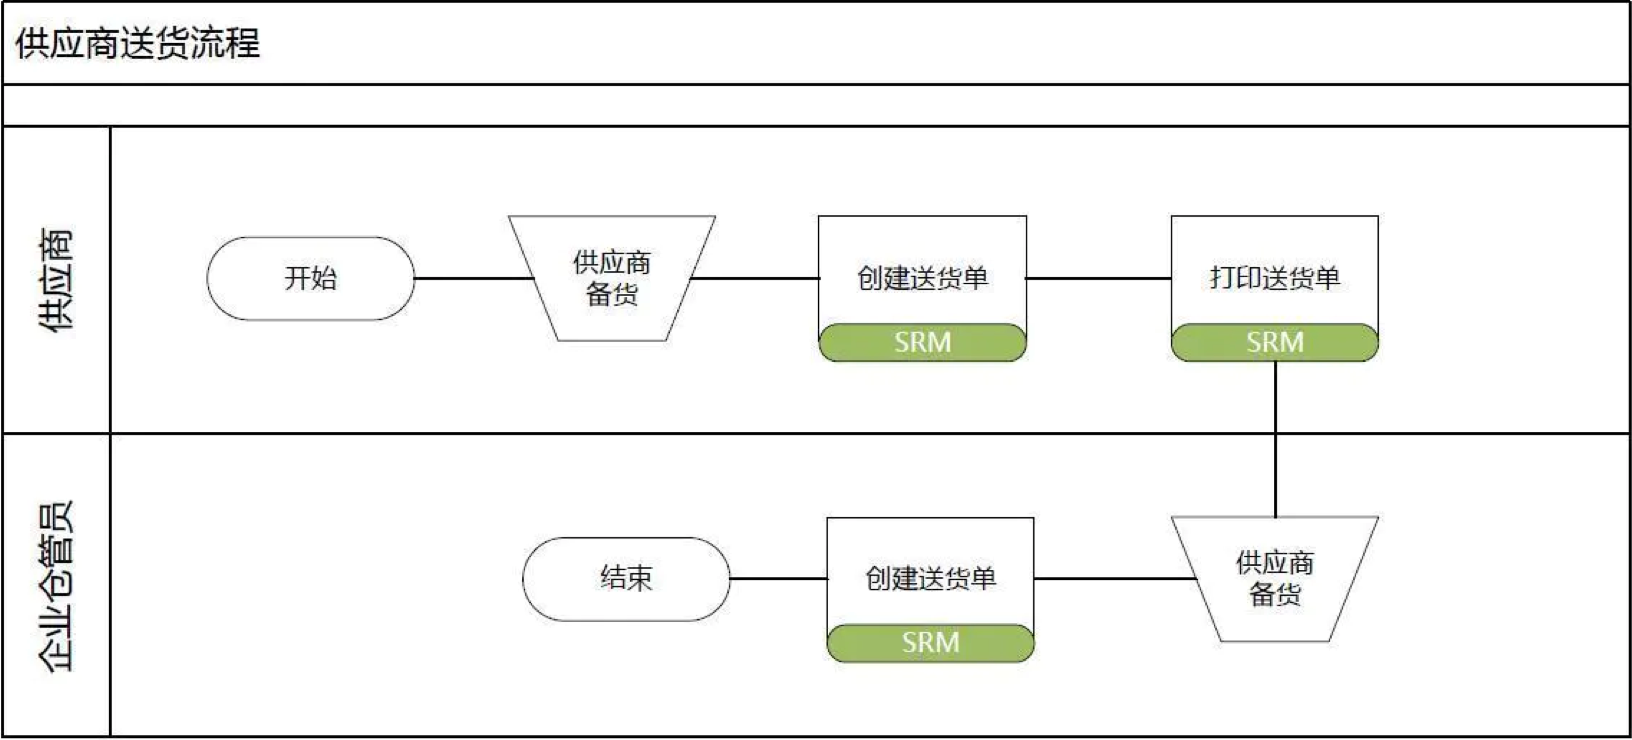 供应商送货流程
供应商
开始
供应商
备货
创建送货单
SRM
打印送货单
SRM
企业仓管员
结束
创建送货单
SRM
供应商
备货